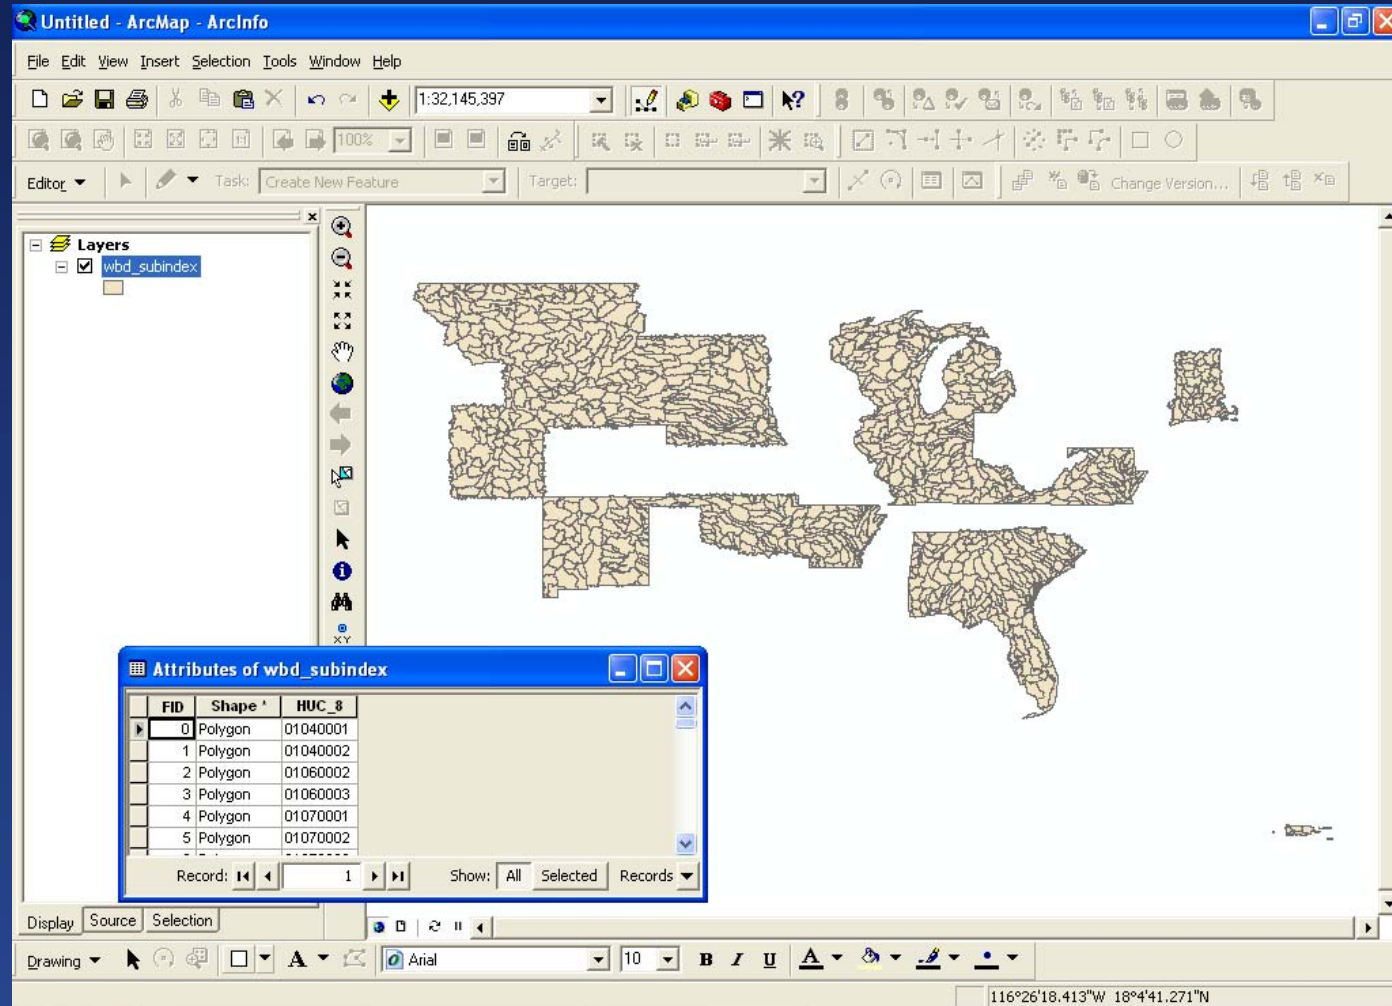 Untitled - ArcMap - ArcInfo
File Edit View Insert Selection Tools Window Help
1:32,145,397
100%
Editor Task: Create New Feature Target: Change Version...
Layers
wbd_subindex
XY
Attributes of wbd_subindex
FID Shape * HUC_8
0 Polygon 01040001
1 Polygon 01040002
2 Polygon 01060002
3 Polygon 01060003
4 Polygon 01070001
5 Polygon 01070002
Record: 1 Show: All Selected Records
Display Source Selection
Drawing A Arial 10 B I U A
116°26'18.413"W 18°4'41.271"N